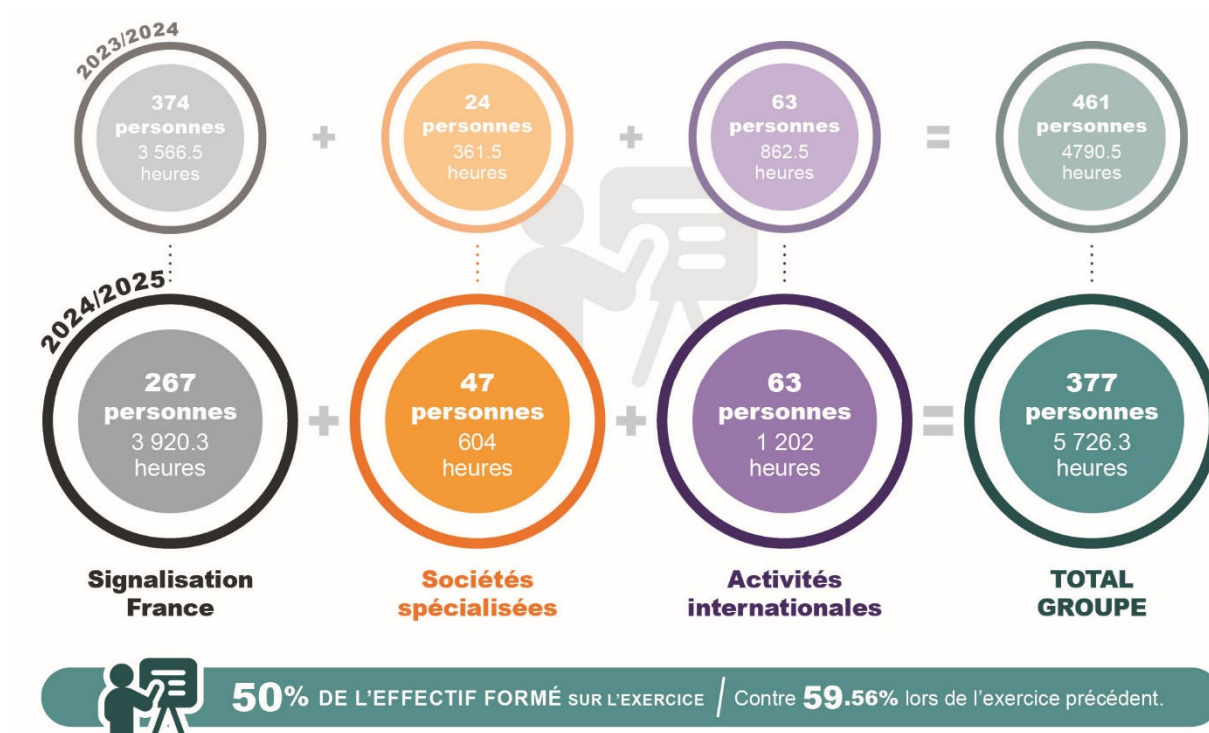 2023/2024
374
personnes
3 566.5
heures
+
24
personnes
361.5
heures
+
63
personnes
862.5
heures
=
461
personnes
4790.5
heures
2024/2025
267
personnes
3 920.3
heures
+
47
personnes
604
heures
+
63
personnes
1 202
heures
=
377
personnes
5 726.3
heures
Signalisation
France
Sociétés
spécialisées
Activités
internationales
TOTAL
GROUPE
50% DE L'EFFECTIF FORMÉ SUR L'EXERCICE / Contre 59.56% lors de l'exercice précédent.